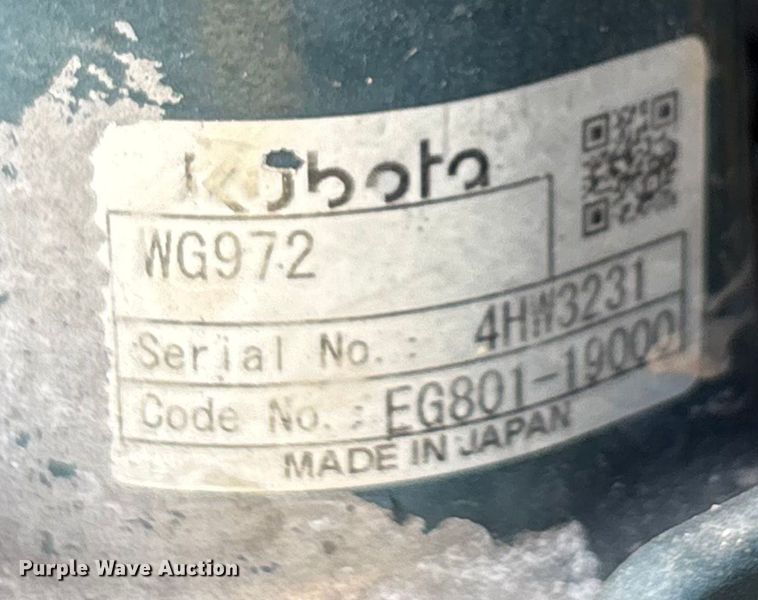 Kubota
WG972
Serial No. : 4HW3231
Code No. : EG801-19000
MADE IN JAPAN
Purple Wave Auction